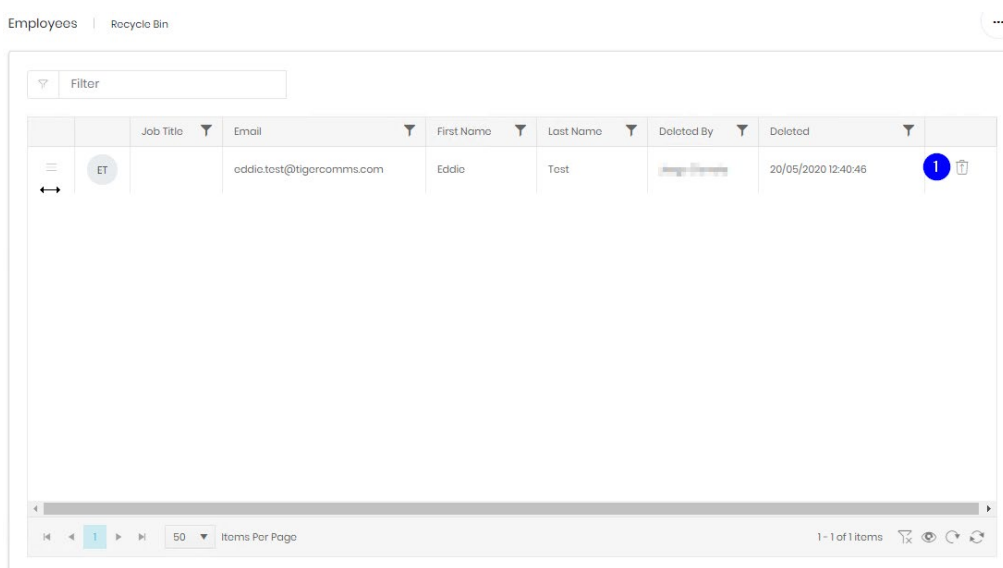 Employees | Recycle Bin
Filter
Job Title Email First Name Last Name Deleted By Deleted
ET eddie.test@tigercomms.com Eddie Test 20/05/2020 12:40:46 1
1 50 Items Per Page 1 - 1 of 1 items